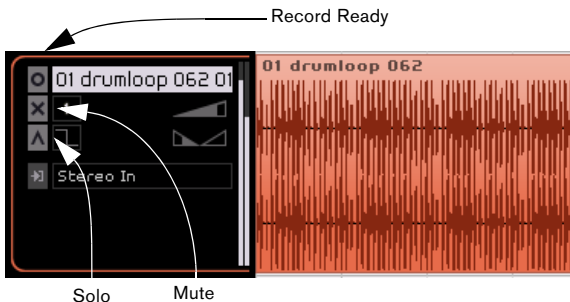 Record Ready
01 drumloop 062 01
01 drumloop 062
Stereo In
Solo
Mute